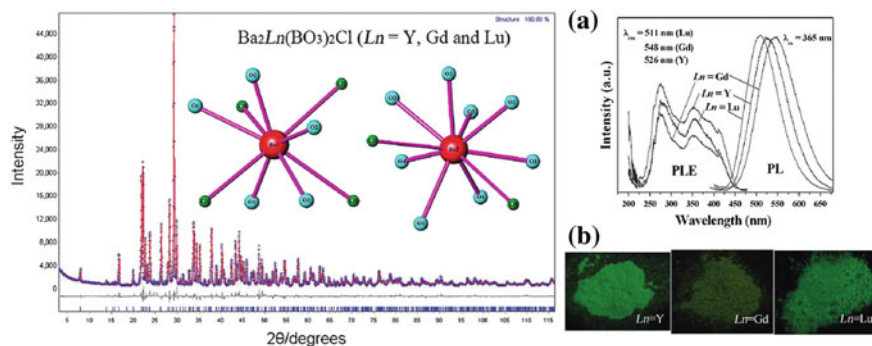 Structure 100.00 %
Ba2Ln(BO3)2Cl (Ln = Y, Gd and Lu)
44,000
40,000
36,000
32,000
28,000
24,000
20,000
16,000
12,000
8,000
4,000
0
Intensity
5 10 15 20 25 30 35 40 45 50 55 60 65 70 75 80 85 90 95 100 105 110 115
2θ/degrees
(a)
λem = 511 nm (Lu)
548 nm (Gd)
526 nm (Y)
λex = 365 nm
Ln = Gd
Ln = Y
Ln = Lu
PLE
PL
Intensity (a.u.)
200 250 300 350 400 450 500 550 600 650
Wavelength (nm)
(b)
Ln=Y
Ln=Gd
Ln=Lu